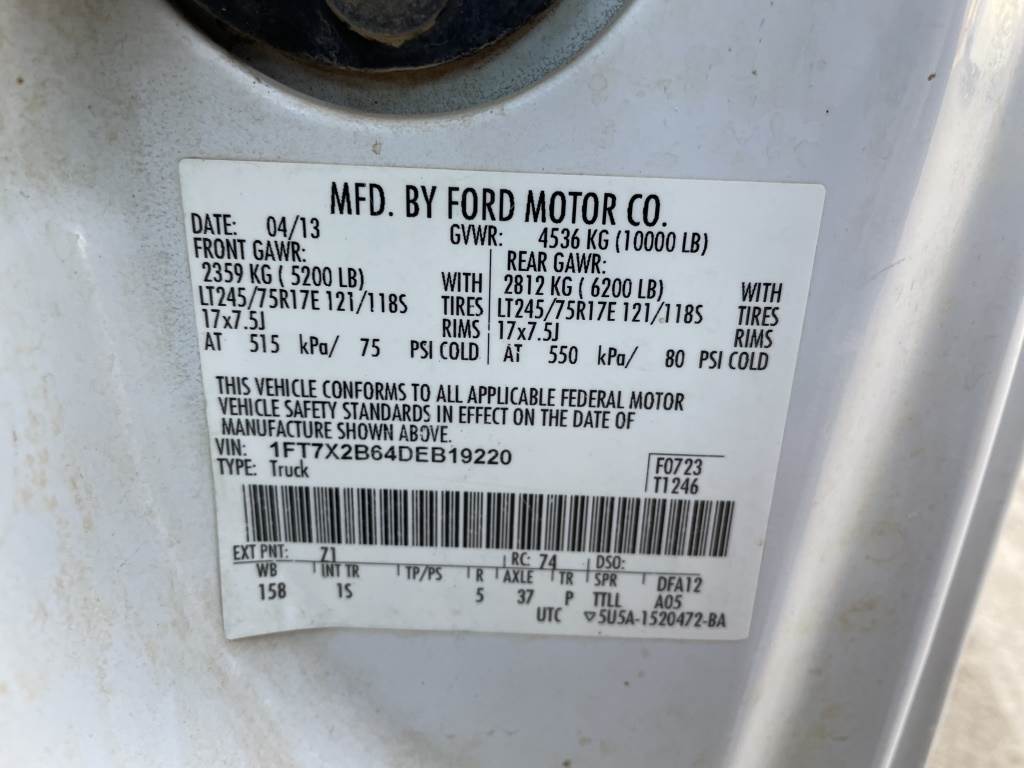 MFD. BY FORD MOTOR CO.
DATE: 04/13 GVWR: 4536 KG (10000 LB)
FRONT GAWR: REAR GAWR:
2359 KG ( 5200 LB) WITH 2812 KG ( 6200 LB) WITH
LT245/75R17E 121/118S TIRES LT245/75R17E 121/118S TIRES
17x7.5J RIMS 17x7.5J RIMS
AT 515 kPa/ 75 PSI COLD AT 550 kPa/ 80 PSI COLD
THIS VEHICLE CONFORMS TO ALL APPLICABLE FEDERAL MOTOR
VEHICLE SAFETY STANDARDS IN EFFECT ON THE DATE OF
MANUFACTURE SHOWN ABOVE.
VIN: 1FT7X2B64DEB19220
TYPE: Truck
F0723
T1246
EXT PNT: Z1 RC: 74 DSO:
WB INT TR TP/PS R AXLE TR SPR DFA12
158 1S 5 37 P TTLL A05
UTC ▽5U5A-1520472-BA